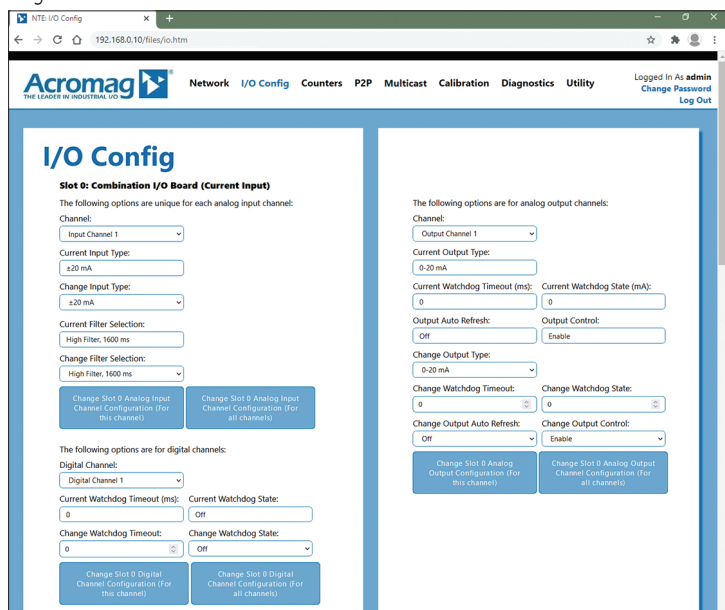 NTE: I/O Config
192.168.0.10/files/io.htm
Acromag
THE LEADER IN INDUSTRIAL I/O
Network I/O Config Counters P2P Multicast Calibration Diagnostics Utility
Logged In As admin
Change Password
Log Out
I/O Config
Slot 0: Combination I/O Board (Current Input)
The following options are unique for each analog input channel:
Channel:
Input Channel 1
Current Input Type:
±20 mA
Change Input Type:
±20 mA
Current Filter Selection:
High Filter, 1600 ms
Change Filter Selection:
High Filter, 1600 ms
Change Slot 0 Analog Input
Channel Configuration (For
this channel)
Change Slot 0 Analog Input
Channel Configuration (For
all channels)
The following options are for digital channels:
Digital Channel:
Digital Channel 1
Current Watchdog Timeout (ms): Current Watchdog State:
0 Off
Change Watchdog Timeout: Change Watchdog State:
0 Off
Change Slot 0 Digital
Channel Configuration (For
this channel)
Change Slot 0 Digital
Channel Configuration (For
all channels)
The following options are for analog output channels:
Channel:
Output Channel 1
Current Output Type:
0-20 mA
Current Watchdog Timeout (ms): Current Watchdog State (mA):
0 0
Output Auto Refresh: Output Control:
Off Enable
Change Output Type:
0-20 mA
Change Watchdog Timeout: Change Watchdog State:
0 0
Change Output Auto Refresh: Change Output Control:
Off Enable
Change Slot 0 Analog
Output Configuration (For
this channel)
Change Slot 0 Analog Output
Channel Configuration (For
all channels)